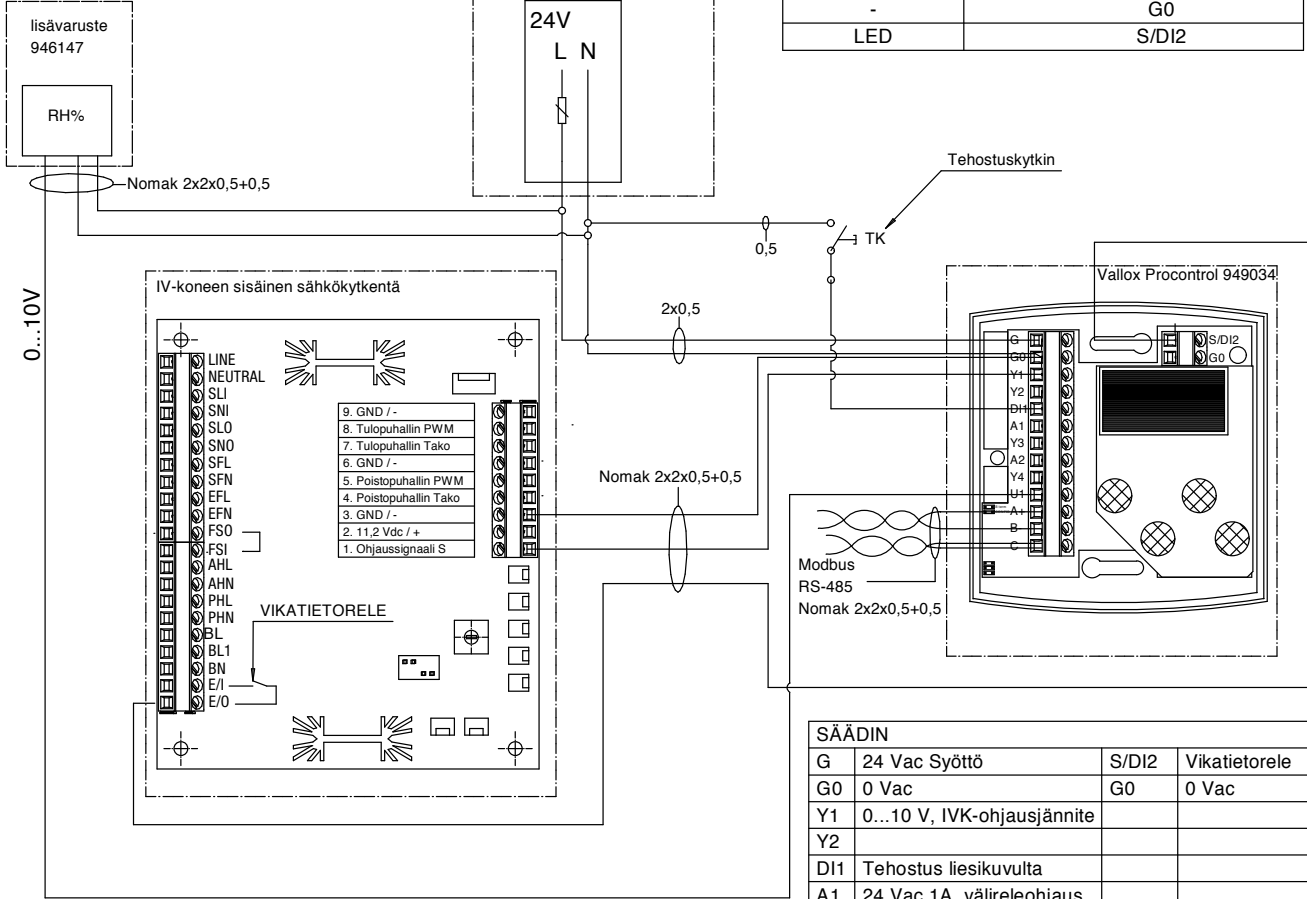 lisävaruste
946147
RH%
Nomak 2x2x0,5+0,5
0...10V
24V
L N
- G0
LED S/DI2
Tehostuskytkin
TK
0,5
2x0,5
IV-koneen sisäinen sähkökytkentä
LINE
NEUTRAL
SLI
SNI
SLO
SNO
SFL
SFN
EFL
EFN
FSO
FSI
AHL
AHN
PHL
PHN
BL
BL1
BN
E/I
E/O
VIKATIETORELE
9. GND / -
8. Tulopuhallin PWM
7. Tulopuhallin Tako
6. GND / -
5. Poistopuhallin PWM
4. Poistopuhallin Tako
3. GND / -
2. 11,2 Vdc / +
1. Ohjaussignaali S
Nomak 2x2x0,5+0,5
Vallox Procontrol 949034
G
G0
Y1
Y2
DI1
A1
Y3
A2
Y4
U1
A+
B
C
S/DI2
G0
Modbus
RS-485
Nomak 2x2x0,5+0,5
SÄÄDIN
G 24 Vac Syöttö S/DI2 Vikatietorele
G0 0 Vac G0 0 Vac
Y1 0...10 V, IVK-ohjausjännite
Y2
DI1 Tehostus liesikuvulta
A1 24 Vac 1A, välireleohjaus